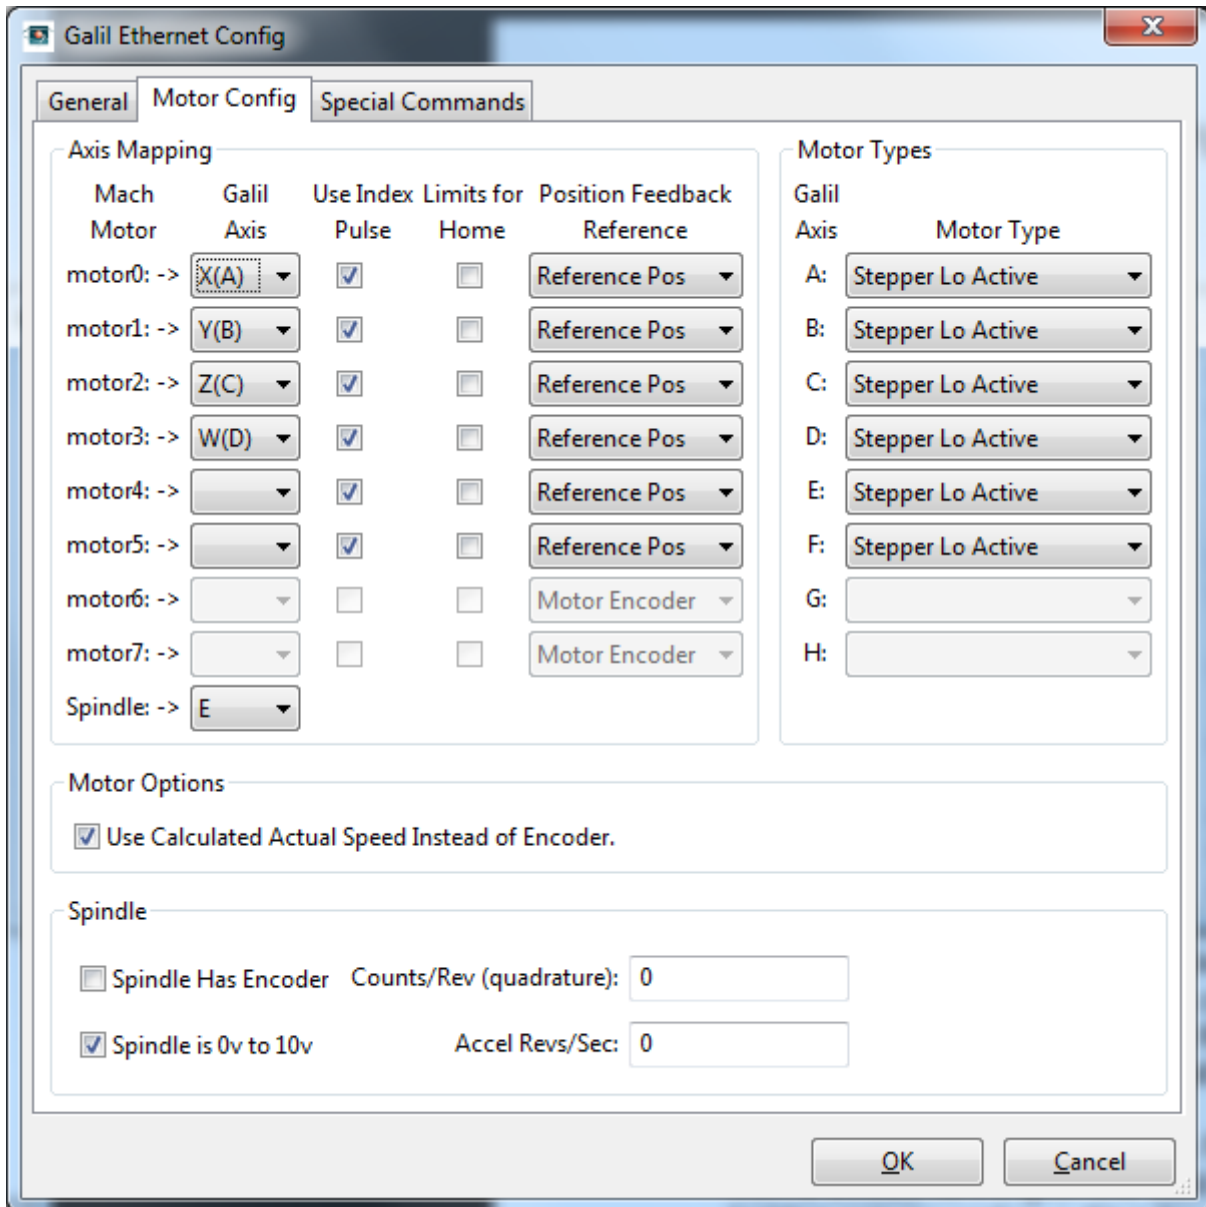 Galil Ethernet Config
General Motor Config Special Commands
Axis Mapping Motor Types
Mach Galil Use Index Limits for Position Feedback Galil
Motor Axis Pulse Home Reference Axis Motor Type
motor0: -> X(A) Reference Pos A: Stepper Lo Active
motor1: -> Y(B) Reference Pos B: Stepper Lo Active
motor2: -> Z(C) Reference Pos C: Stepper Lo Active
motor3: -> W(D) Reference Pos D: Stepper Lo Active
motor4: -> Reference Pos E: Stepper Lo Active
motor5: -> Reference Pos F: Stepper Lo Active
motor6: -> Motor Encoder G:
motor7: -> Motor Encoder H:
Spindle: -> E
Motor Options
Use Calculated Actual Speed Instead of Encoder.
Spindle
Spindle Has Encoder Counts/Rev (quadrature): 0
Spindle is 0v to 10v Accel Revs/Sec: 0
OK Cancel